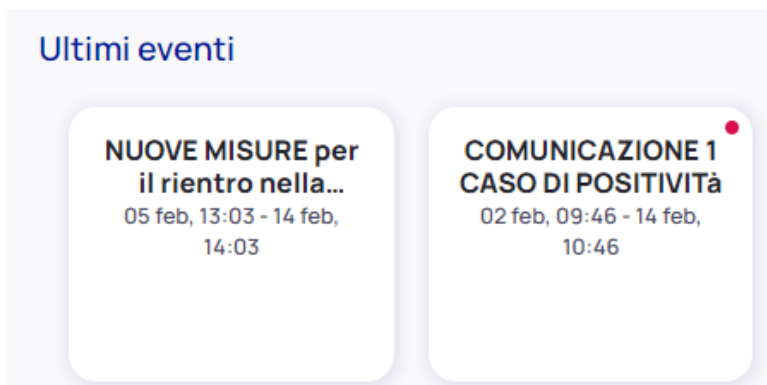 Ultimi eventi
NUOVE MISURE per
il rientro nella...
05 feb, 13:03 - 14 feb,
14:03
COMUNICAZIONE 1
CASO DI POSITIVITà
02 feb, 09:46 - 14 feb,
10:46